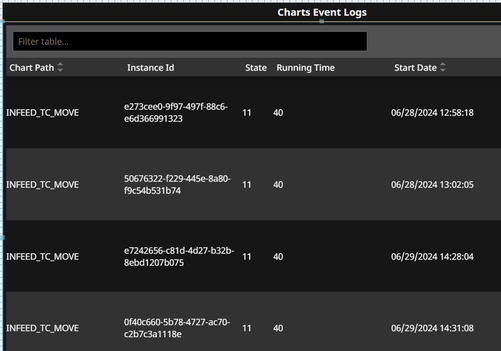 Charts Event Logs
Filter table...
Chart Path Instance Id State Running Time Start Date
INFEED_TC_MOVE e273cee0-9f97-497f-88c6-e6d366991323 11 40 06/28/2024 12:58:18
INFEED_TC_MOVE 50676322-f229-445e-8a80-f9c54b531b74 11 40 06/28/2024 13:02:05
INFEED_TC_MOVE e7242656-c81d-4d27-b32b-8ebd1207b075 11 40 06/29/2024 14:28:04
INFEED_TC_MOVE 0f40c660-5b78-4727-ac70-c2b7c3a1118e 11 40 06/29/2024 14:31:08